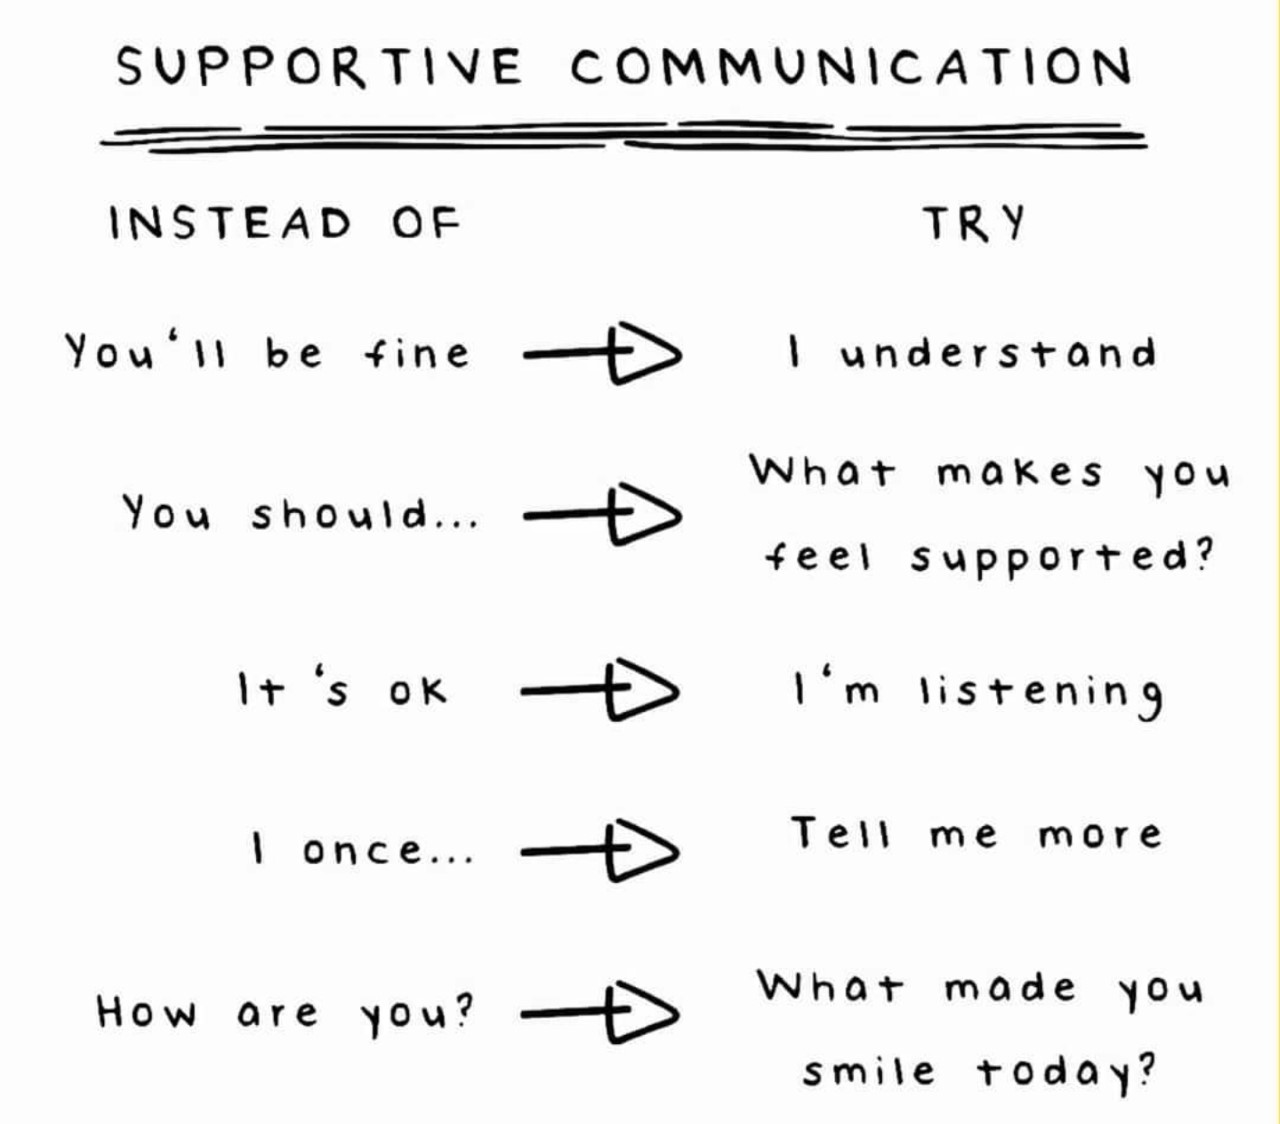 SUPPORTIVE COMMUNICATION
INSTEAD OF TRY
You'll be fine I understand
You should... What makes you
feel supported?
It 's ok I'm listening
I once... Tell me more
How are you? What made you
smile today?